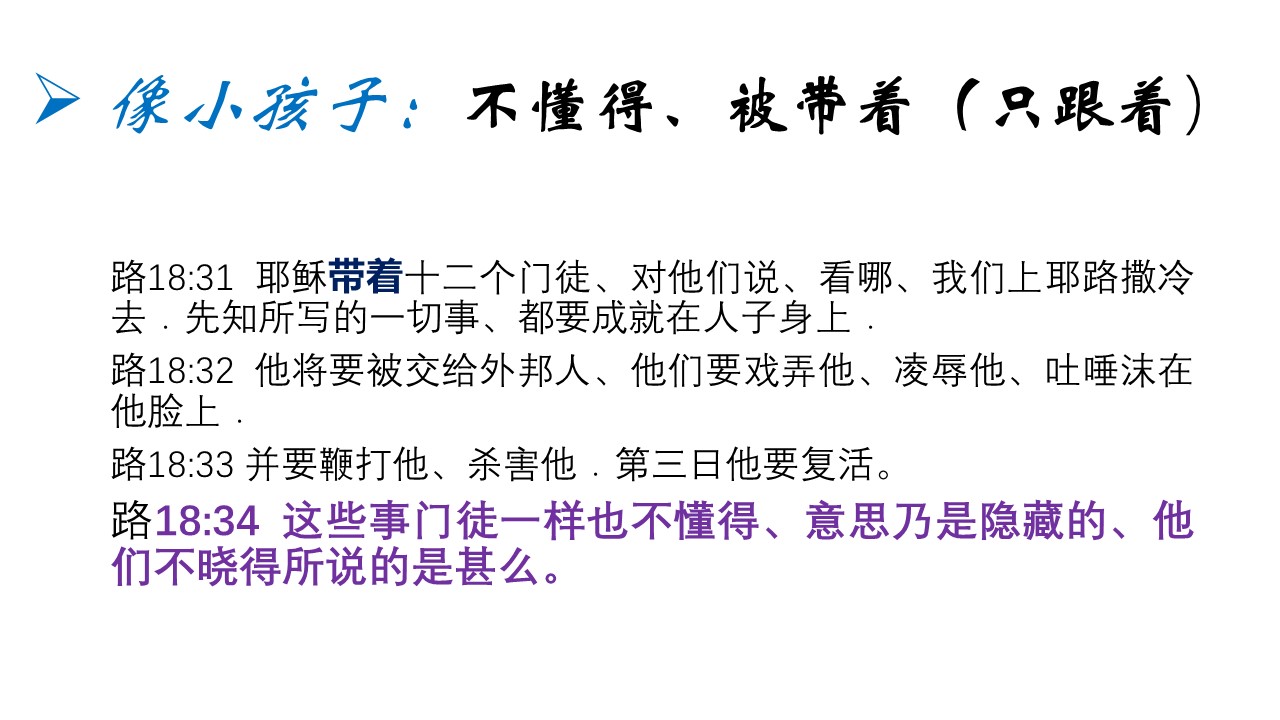 像小孩子：不懂得、被带着（只跟着）
路18:31 耶稣带着十二个门徒、对他们说、看哪、我们上耶路撒冷
去．先知所写的一切事、都要成就在人子身上．
路18:32 他将要被交给外邦人、他们要戏弄他、凌辱他、吐唾沫在
他脸上．
路18:33 并要鞭打他、杀害他．第三日他要复活。
路18:34 这些事门徒一样也不懂得、意思乃是隐藏的、他
们不晓得所说的是甚么。